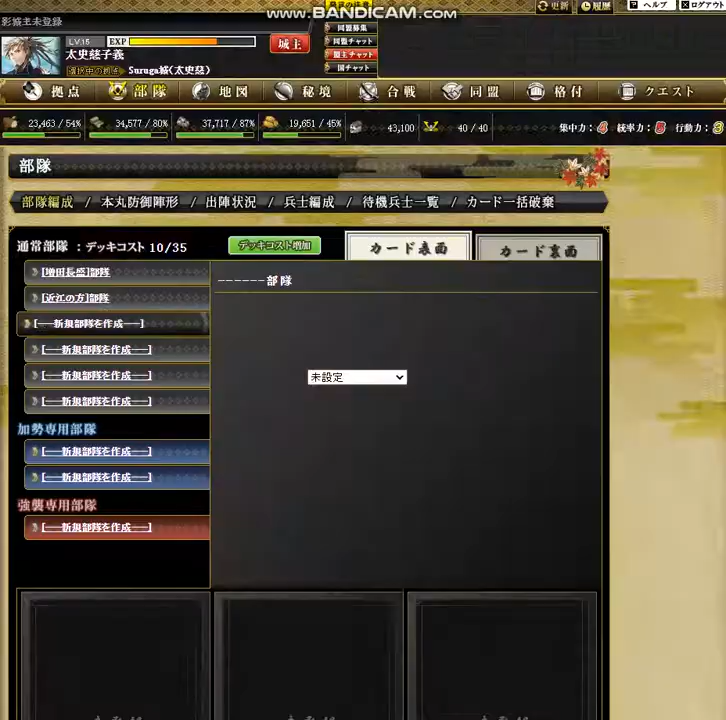 www.BANDICAM.com
更新
履歴
ヘルプ
ログアウト
影城主未登録
LV.15 EXP
城主
太史慈子義
選択中の拠点 Suruga城(太史慈)
同盟募集
同盟チャット
盟主チャット
国チャット
拠点
部隊
地図
秘境
合戦
同盟
格付
クエスト
23,463 / 54%
34,577 / 80%
37,717 / 87%
19,651 / 45%
43,100
40 / 40
集中力：4 統率力：5 行動力：3
部隊
部隊編成 / 本丸防御陣形 / 出陣状況 / 兵士編成 / 待機兵士一覧 / カード一括破棄
通常部隊 ：デッキコスト 10/35
デッキコスト増加
カード表面
カード裏面
[増田長盛]部隊
[近江の方]部隊
[---新規部隊を作成---]
[---新規部隊を作成---]
[---新規部隊を作成---]
[---新規部隊を作成---]
加勢専用部隊
[---新規部隊を作成---]
[---新規部隊を作成---]
強襲専用部隊
[---新規部隊を作成---]
------部隊
未設定